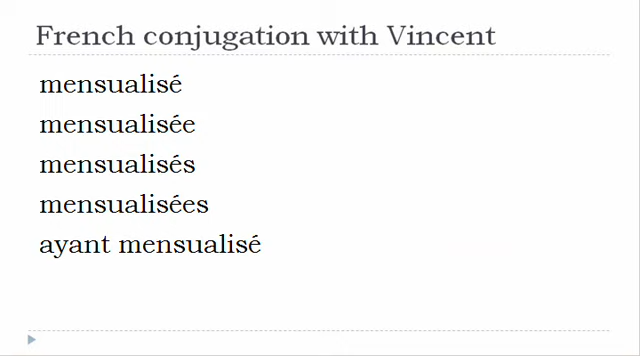 French conjugation with Vincent
mensualisé
mensualisée
mensualisés
mensualisées
ayant mensualisé